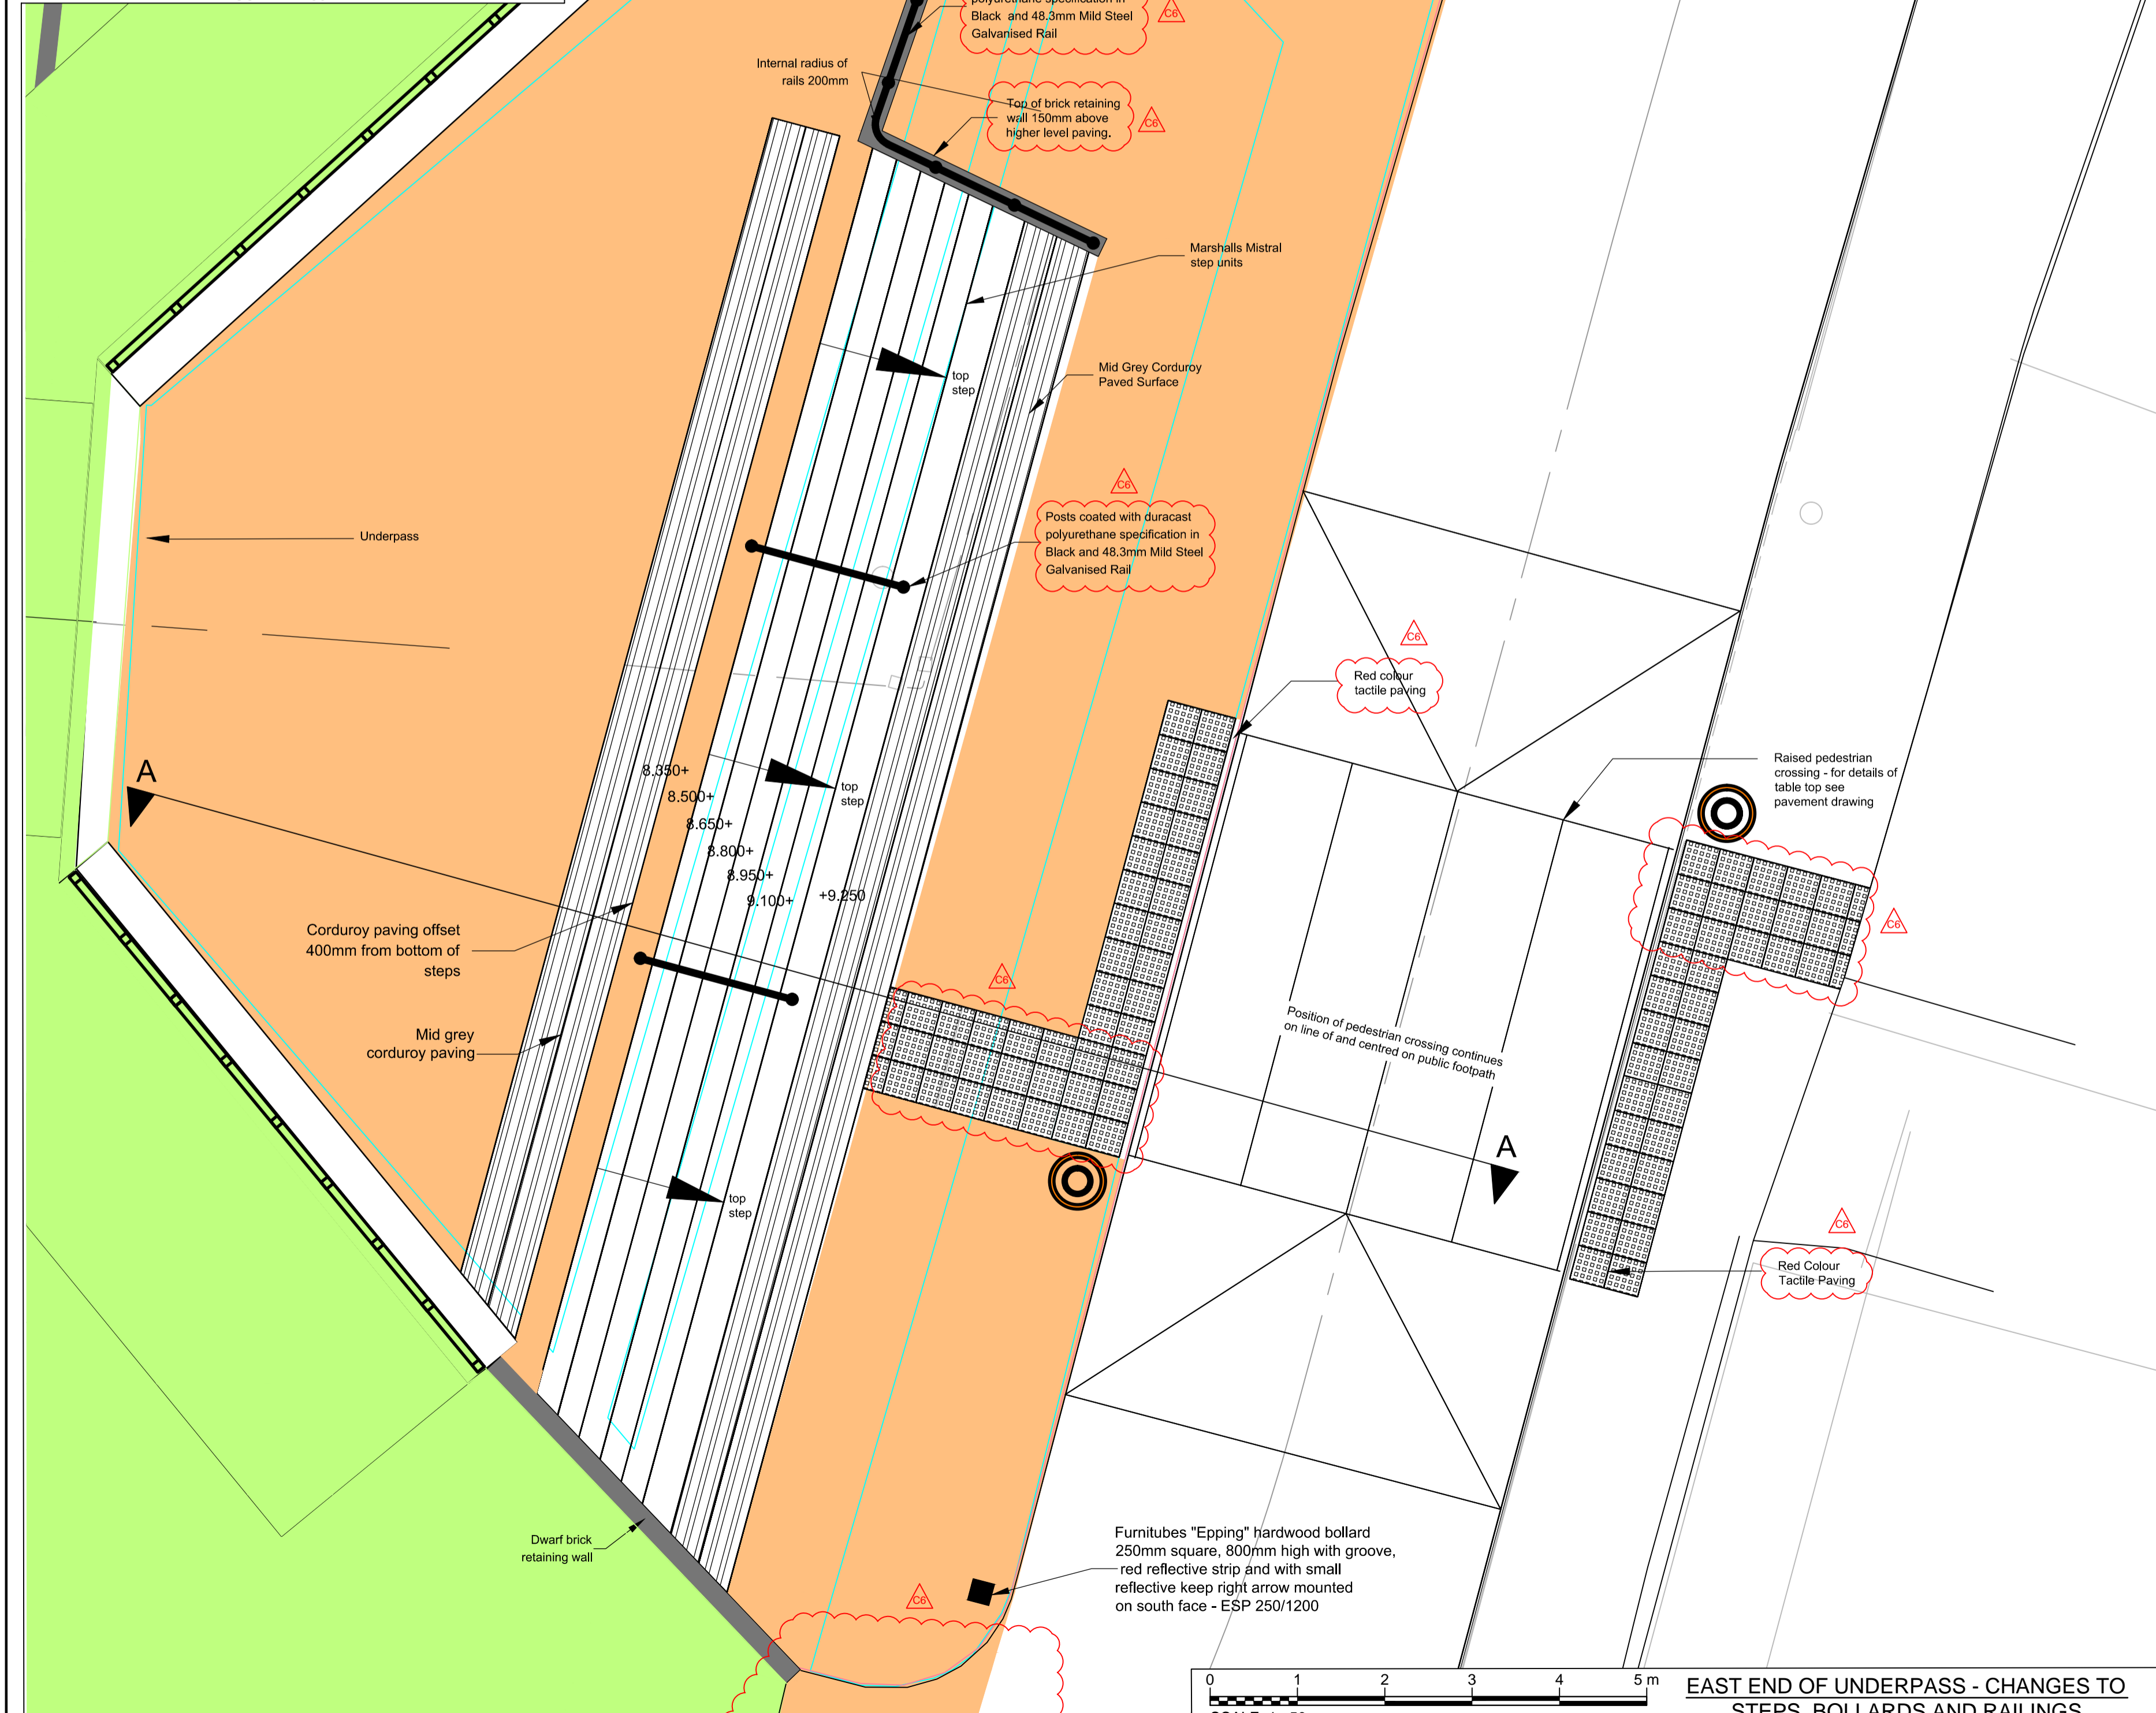 polyurethane specification in
Black and 48.3mm Mild Steel
Galvanised Rail
C6
Internal radius of
rails 200mm
Top of brick retaining
wall 150mm above
higher level paving.
C6
Marshalls Mistral
step units
top
step
Mid Grey Corduroy
Paved Surface
C6
Posts coated with duracast
polyurethane specification in
Black and 48.3mm Mild Steel
Galvanised Rail
Underpass
C6
Red colour
tactile paving
A
8.350+
8.500+
8.650+
8.800+
8.950+
9.100+
+9.250
top
step
Raised pedestrian
crossing - for details of
table top see
pavement drawing
C6
Corduroy paving offset
400mm from bottom of
steps
C6
Mid grey
corduroy paving
Position of pedestrian crossing continues
on line of and centred on public footpath
A
top
step
C6
Red Colour
Tactile Paving
Dwarf brick
retaining wall
Furnitubes "Epping" hardwood bollard
250mm square, 800mm high with groove,
red reflective strip and with small
reflective keep right arrow mounted
on south face - ESP 250/1200
C6
0 1 2 3 4 5 m
EAST END OF UNDERPASS - CHANGES TO
STEPS, BOLLARDS AND RAILINGS